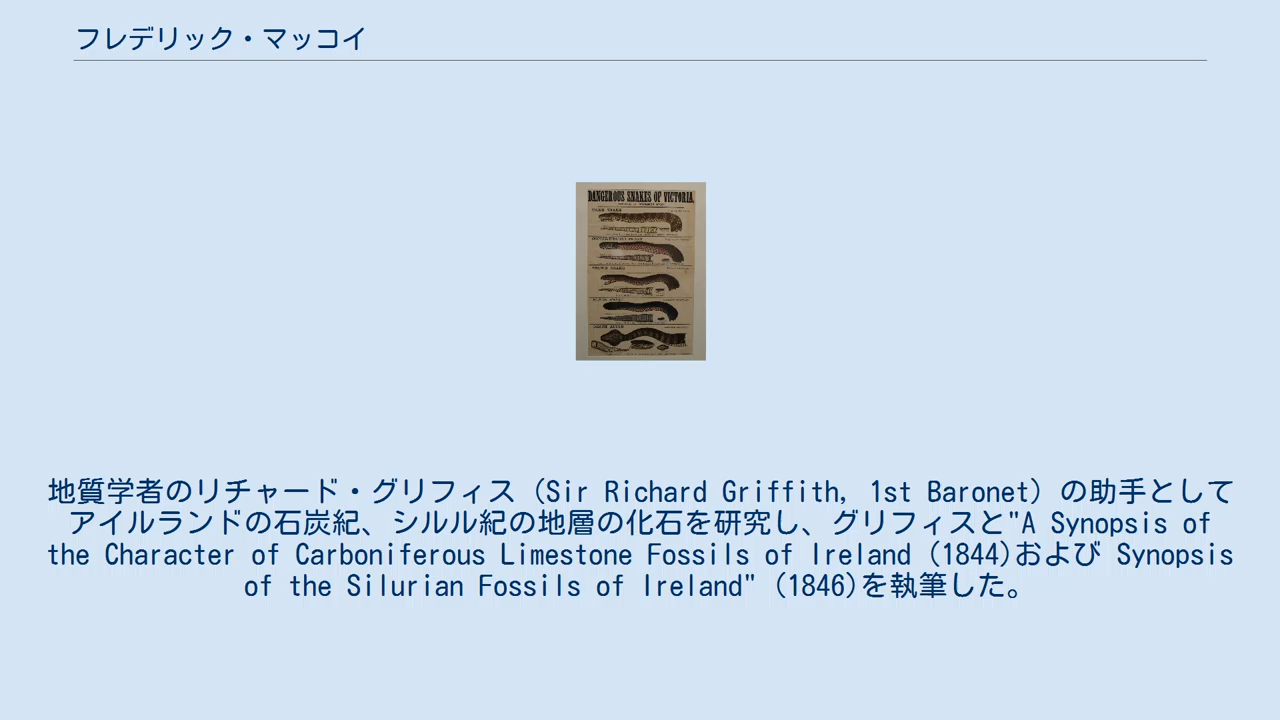 フレデリック・マッコイ
DANGEROUS SNAKES OF VICTORIA.
地質学者のリチャード・グリフィス（Sir Richard Griffith, 1st Baronet）の助手として
アイルランドの石炭紀、シルル紀の地層の化石を研究し、グリフィスと"A Synopsis of
the Character of Carboniferous Limestone Fossils of Ireland (1844)および Synopsis
of the Silurian Fossils of Ireland" (1846)を執筆した。